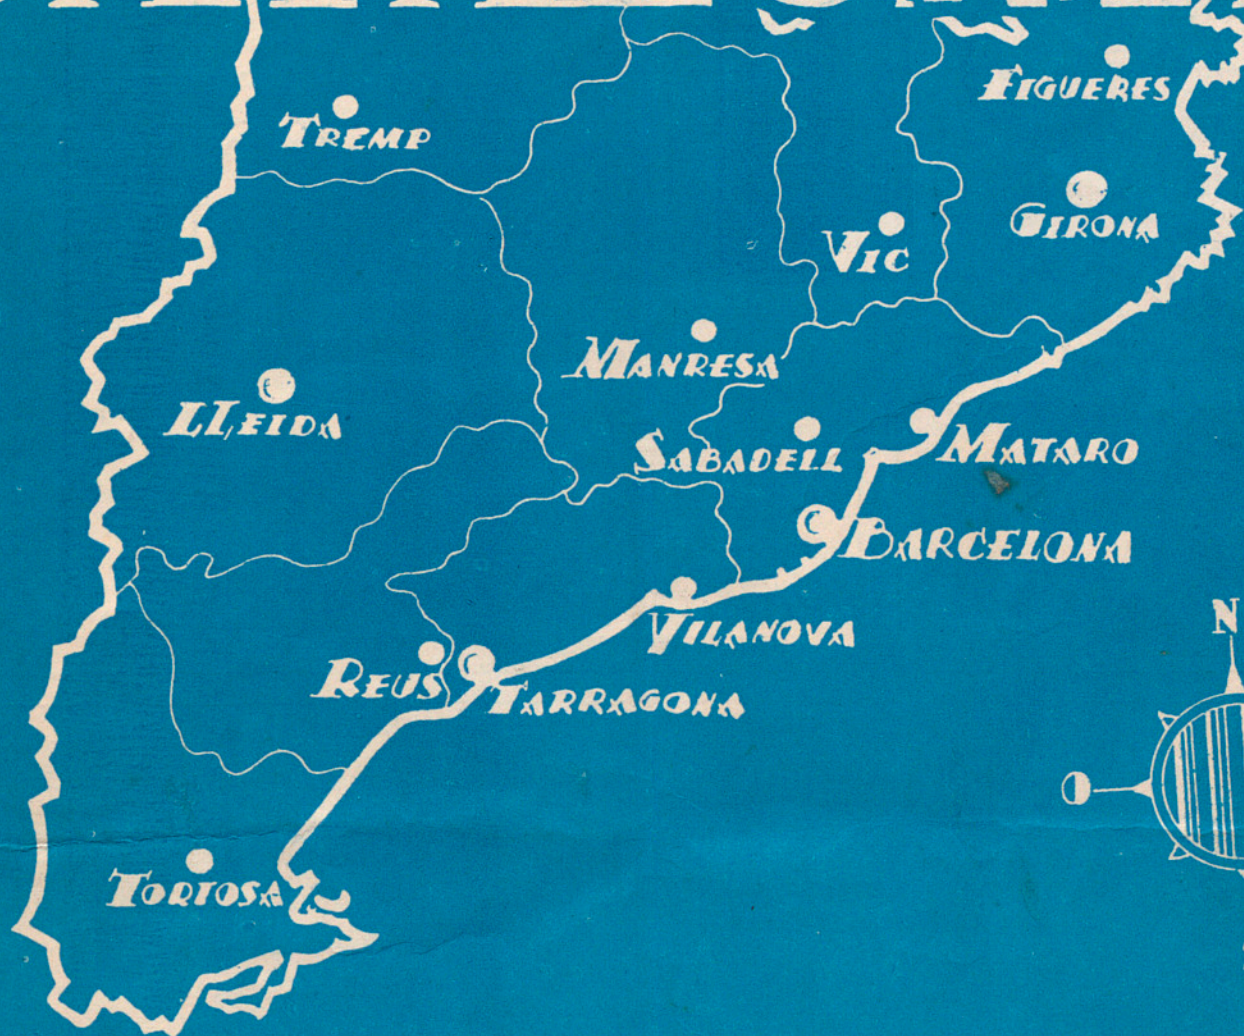 FIGUERES
TREMP
GIRONA
VIC
MANRESA
LLEIDA
SABADELL
MATARO
BARCELONA
VILANOVA
N
REUS
TARRAGONA
TORTOSA